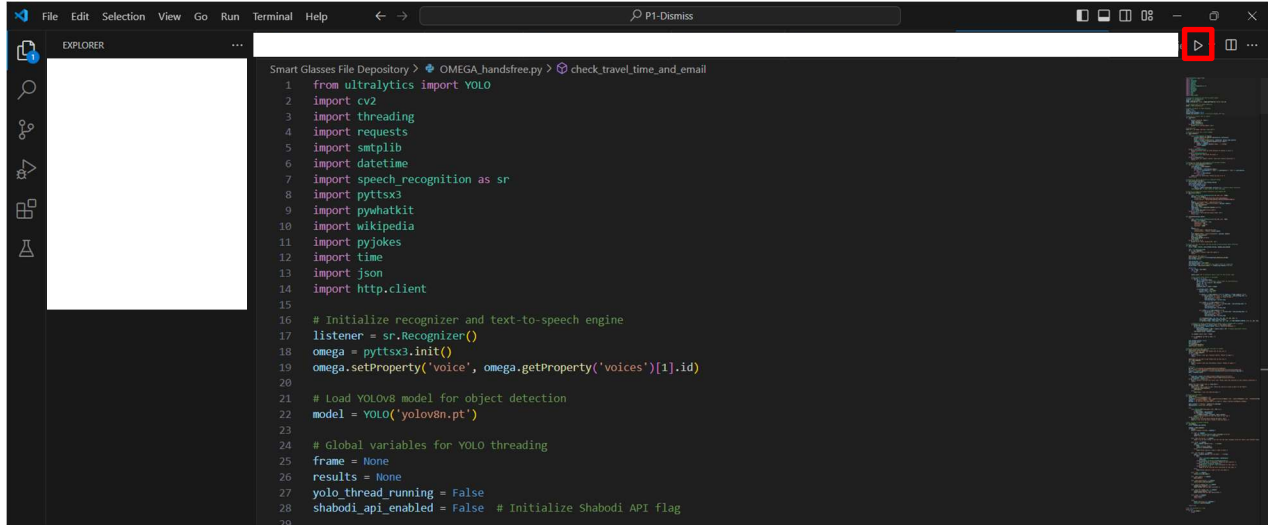 File Edit Selection View Go Run Terminal Help
P1-Dismiss
EXPLORER
1
Smart Glasses File Depository > OMEGA_handsfree.py > check_travel_time_and_email
1 from ultralytics import YOLO
2 import cv2
3 import threading
4 import requests
5 import smtplib
6 import datetime
7 import speech_recognition as sr
8 import pyttsx3
9 import pywhatkit
10 import wikipedia
11 import pyjokes
12 import time
13 import json
14 import http.client
15
16 # Initialize recognizer and text-to-speech engine
17 listener = sr.Recognizer()
18 omega = pyttsx3.init()
19 omega.setProperty('voice', omega.getProperty('voices')[1].id)
20
21 # Load YOLOv8 model for object detection
22 model = YOLO('yolov8n.pt')
23
24 # Global variables for YOLO threading
25 frame = None
26 results = None
27 yolo_thread_running = False
28 shabodi_api_enabled = False # Initialize Shabodi API flag
29